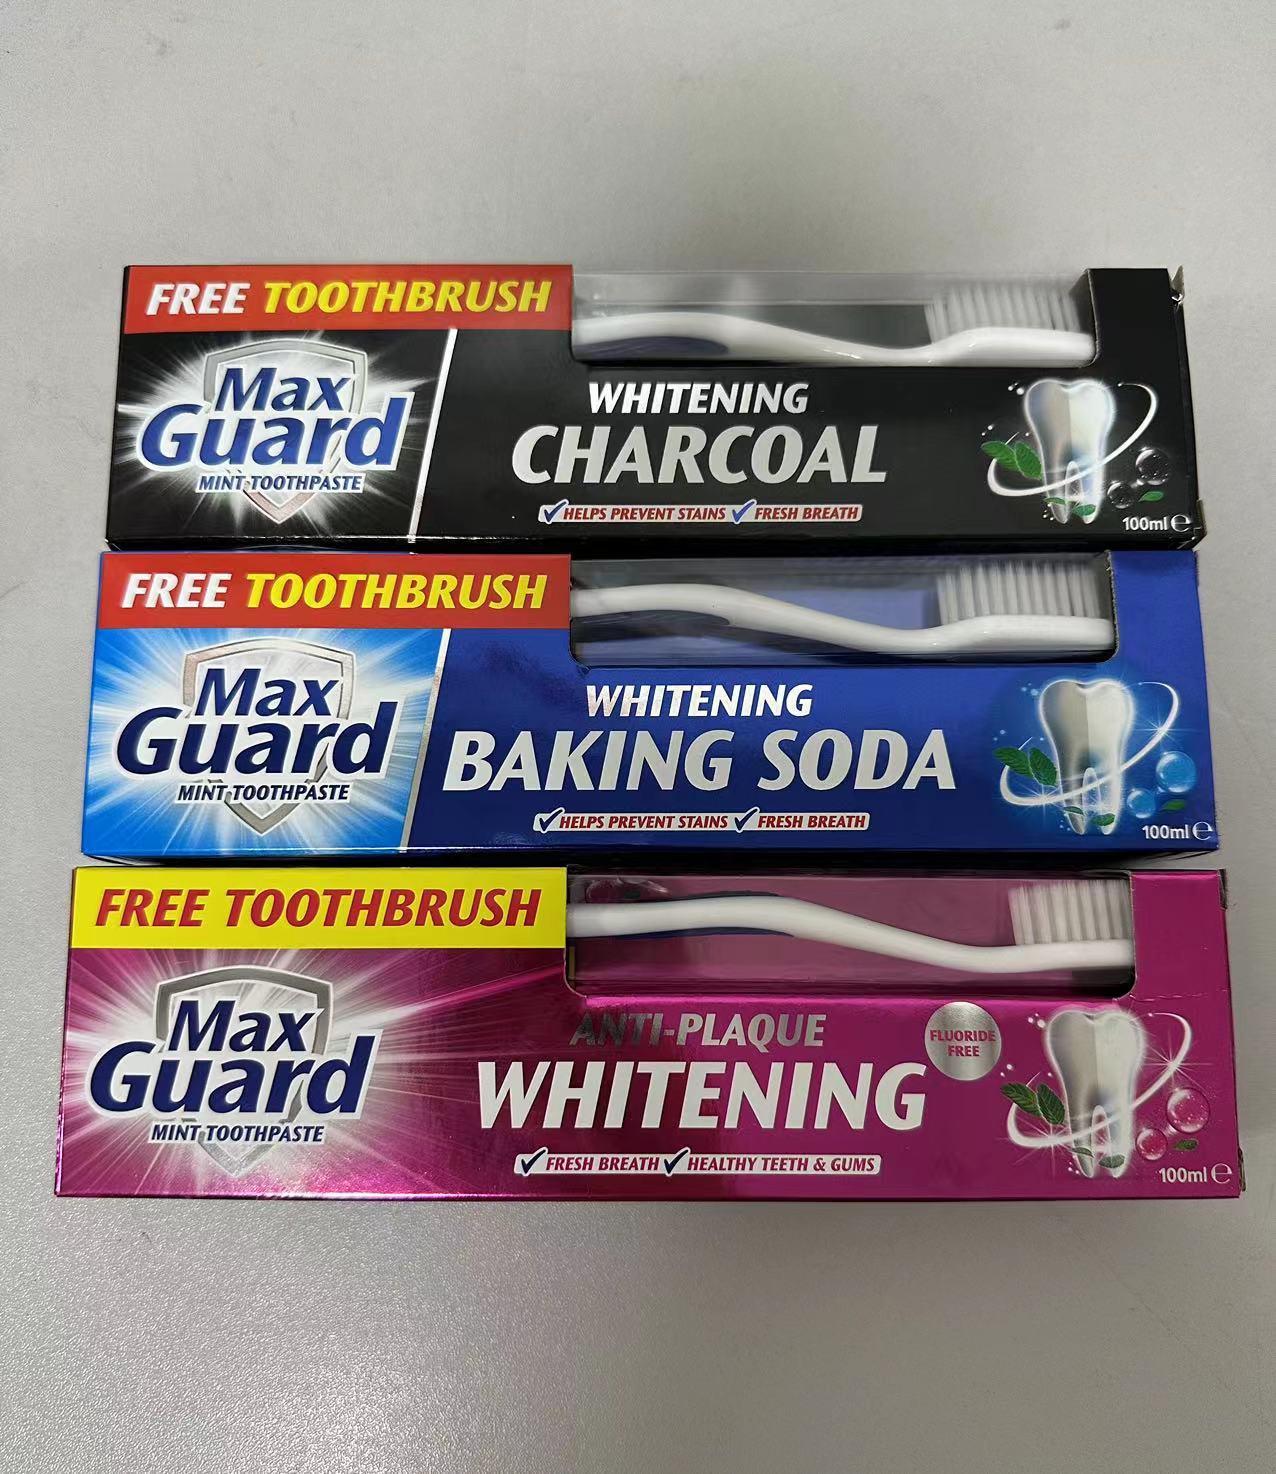 FREE TOOTHBRUSH
Max
Guard
MINT TOOTHPASTE
WHITENING
CHARCOAL
HELPS PREVENT STAINS FRESH BREATH
100ml ℮
FREE TOOTHBRUSH
Max
Guard
MINT TOOTHPASTE
WHITENING
BAKING SODA
HELPS PREVENT STAINS FRESH BREATH
100ml ℮
FREE TOOTHBRUSH
Max
Guard
MINT TOOTHPASTE
ANTI-PLAQUE
WHITENING
FLUORIDE
FREE
FRESH BREATH HEALTHY TEETH & GUMS
100ml ℮